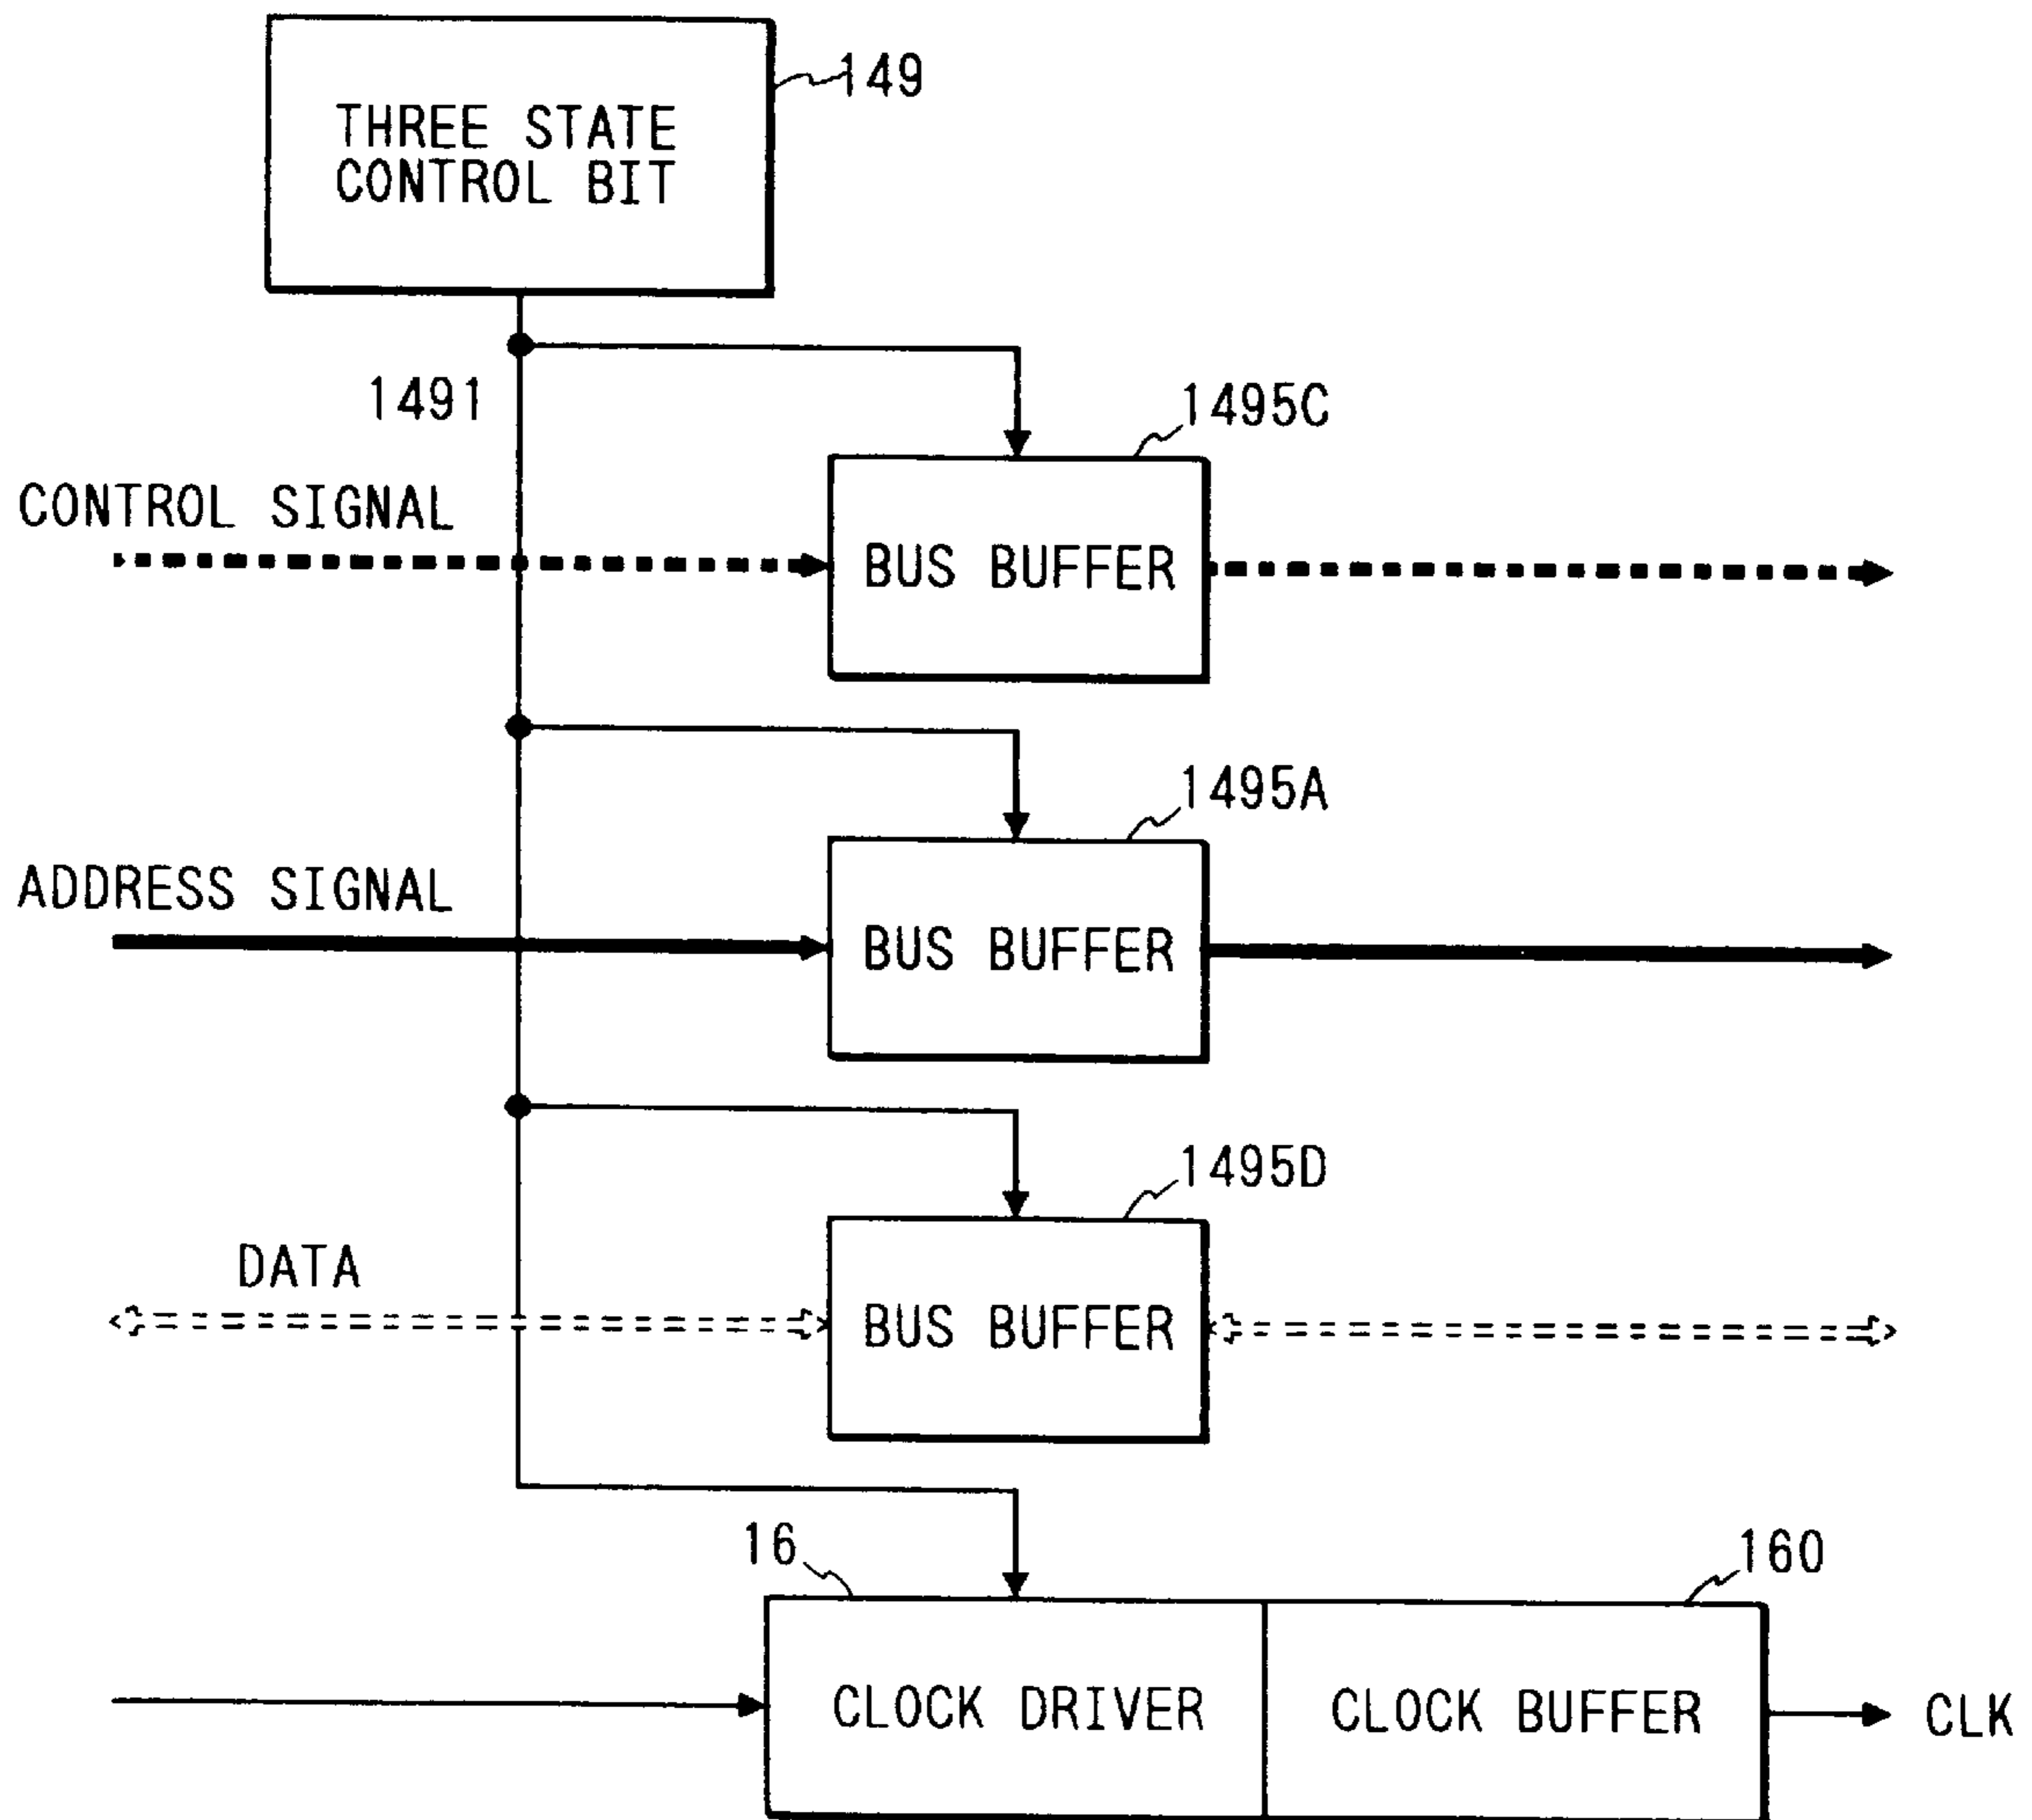 THREE STATE
CONTROL BIT
149
1491
1495C
CONTROL SIGNAL
BUS BUFFER
1495A
ADDRESS SIGNAL
BUS BUFFER
1495D
DATA
BUS BUFFER
16
160
CLOCK DRIVER
CLOCK BUFFER
CLK